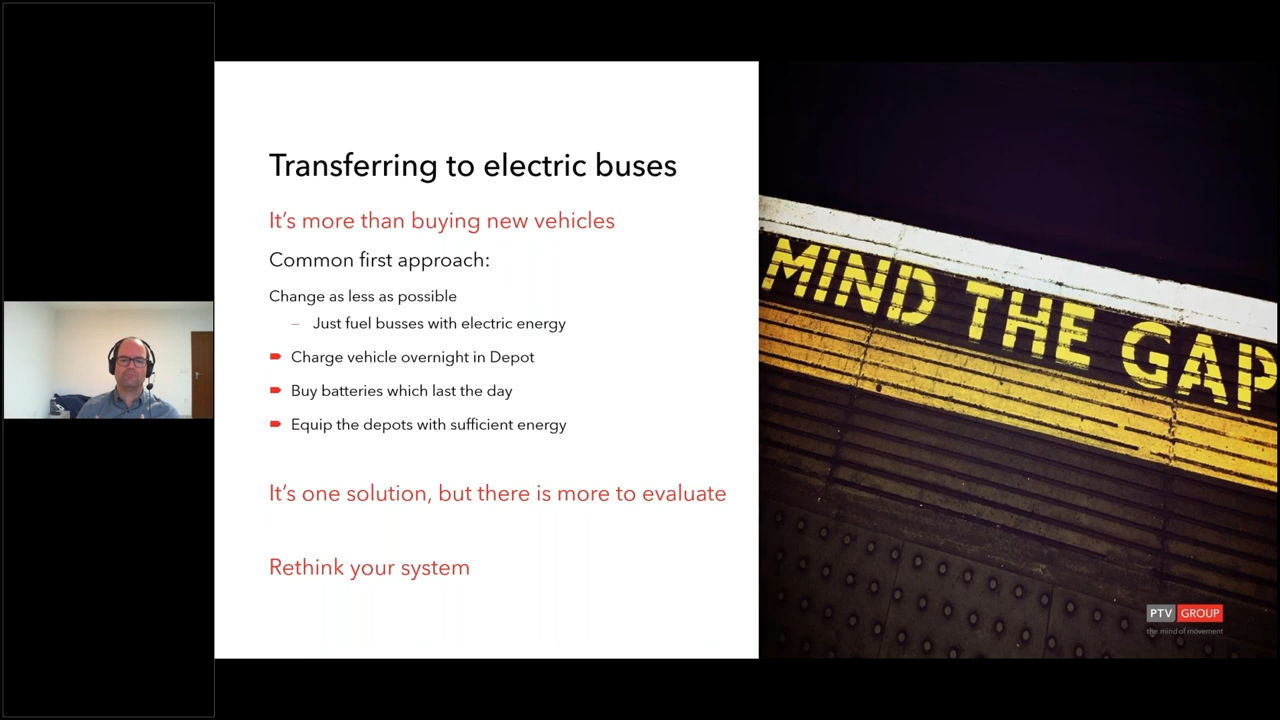 Transferring to electric buses
It’s more than buying new vehicles
Common first approach:
Change as less as possible
– Just fuel busses with electric energy
Charge vehicle overnight in Depot
Buy batteries which last the day
Equip the depots with sufficient energy
It’s one solution, but there is more to evaluate
Rethink your system
MIND THE GAP
PTV GROUP
the mind of movement